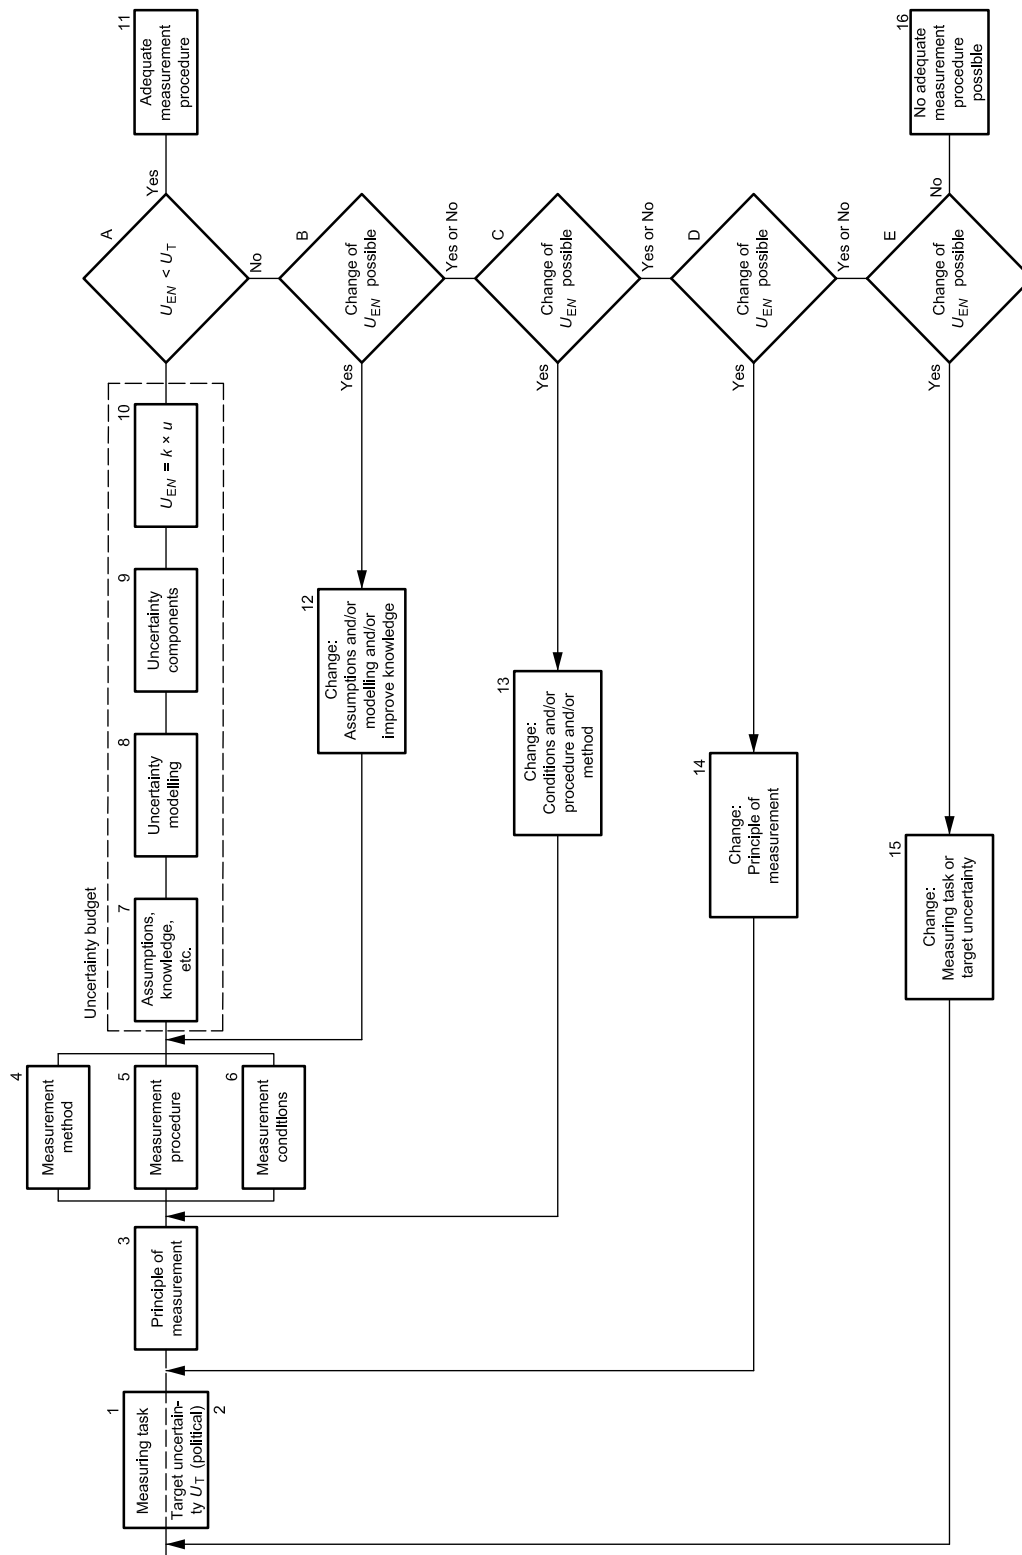 1
Measuring task
Target uncertain-
ty U_T (political)
2
3
Principle of
measurement
4
Measurement
method
5
Measurement
procedure
6
Measurement
conditions
Uncertainty budget
7
Assumptions,
knowledge,
etc.
8
Uncertainty
modelling
9
Uncertainty
components
10
U_EN = k × u
A
U_EN < U_T
Yes
No
11
Adequate
measurement
procedure
B
Change of
U_EN possible
Yes
Yes or No
12
Change:
Assumptions and/or
modelling and/or
improve knowledge
C
Change of
U_EN possible
Yes
Yes or No
13
Change:
Conditions and/or
procedure and/or
method
D
Change of
U_EN possible
Yes
Yes or No
14
Change:
Principle of
measurement
E
Change of
U_EN possible
Yes
No
15
Change:
Measuring task or
target uncertainty
16
No adequate
measurement
procedure
possible